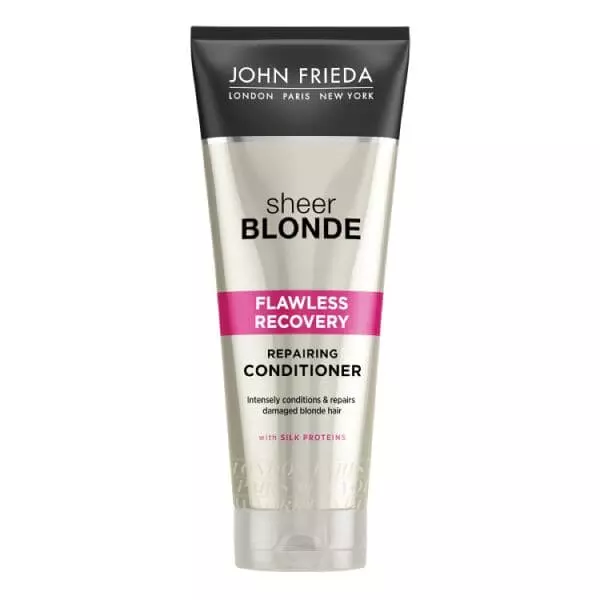 JOHN FRIEDA
LONDON PARIS NEW YORK
sheer
BLONDE
FLAWLESS
RECOVERY
REPAIRING
CONDITIONER
Intensely conditions & repairs
damaged blonde hair
with SILK PROTEINS